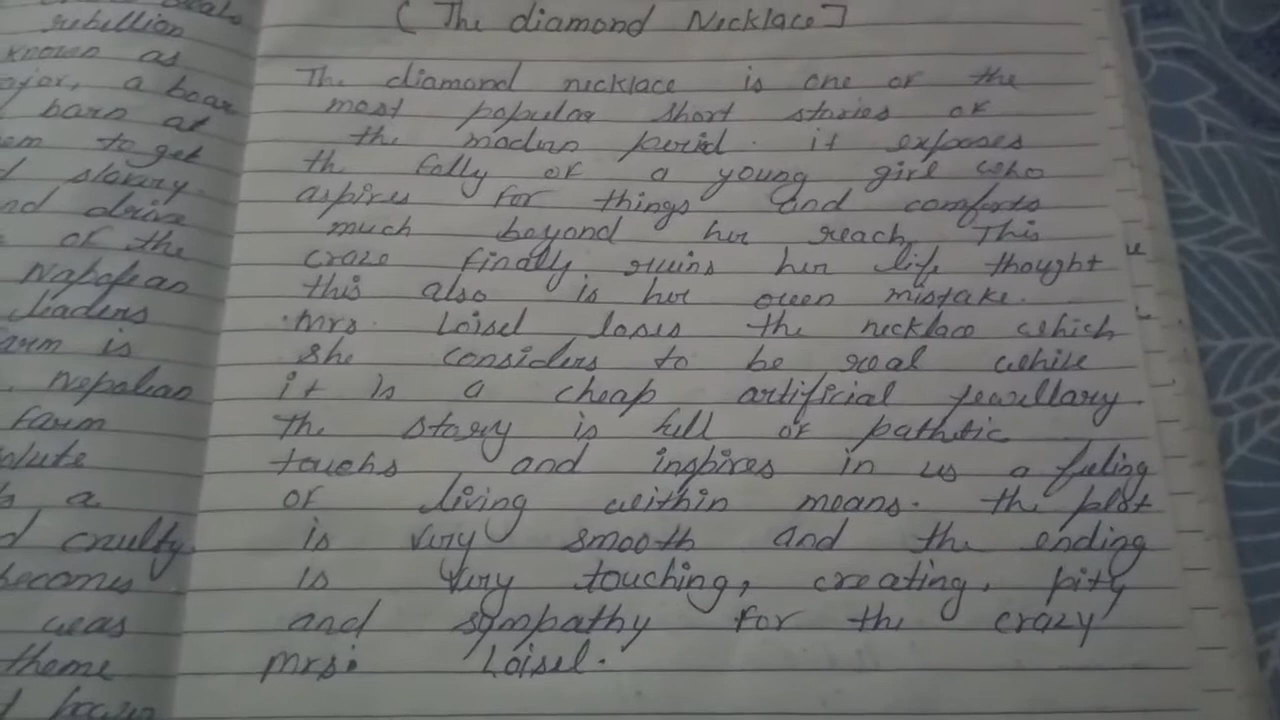 rebellion
known as
a boar
barn at
to get
slavery
drive
of the
Napolean
leaders
is
Nepolean
farm
a
cruelty
becomes
was
theme
( The diamond Necklace ]
The diamond necklace is one of the
most popular short stories of
the modern period. it exposes
the folly of a young girl who
aspires for things and comforts
much beyond her reach. This
craze finally ruins her life thought
this also is her own mistake.
Mrs. Loisel loses the necklace which
she considers to be real while
it is a cheap artificial jewellary.
the story is full of pathetic
touchs and inspires in us a feeling
of living within means. the plot
is very smooth and the ending
is very touching, creating, pity
and sympathy for the crazy
Mrs. Loisel.